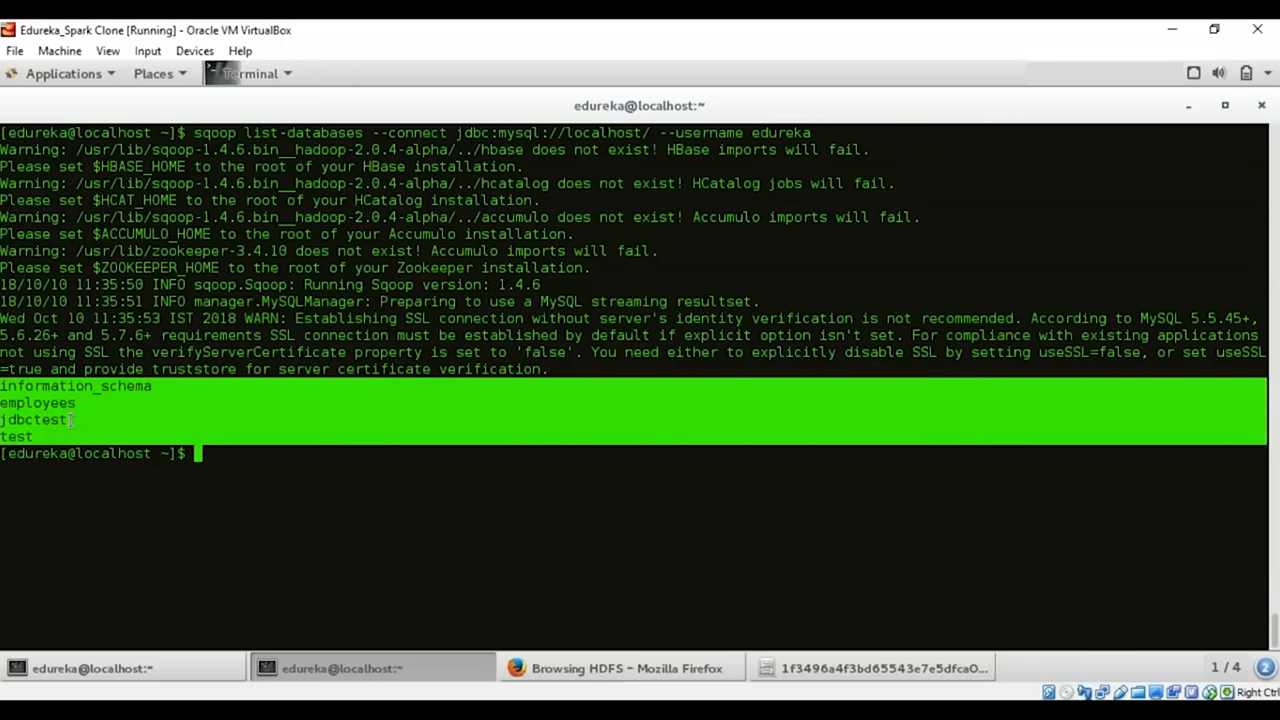 Edureka_Spark Clone [Running] - Oracle VM VirtualBox
File Machine View Input Devices Help
Applications Places Terminal
edureka@localhost:~
[edureka@localhost ~]$ sqoop list-databases --connect jdbc:mysql://localhost/ --username edureka
Warning: /usr/lib/sqoop-1.4.6.bin__hadoop-2.0.4-alpha/../hbase does not exist! HBase imports will fail.
Please set $HBASE_HOME to the root of your HBase installation.
Warning: /usr/lib/sqoop-1.4.6.bin__hadoop-2.0.4-alpha/../hcatalog does not exist! HCatalog jobs will fail.
Please set $HCAT_HOME to the root of your HCatalog installation.
Warning: /usr/lib/sqoop-1.4.6.bin__hadoop-2.0.4-alpha/../accumulo does not exist! Accumulo imports will fail.
Please set $ACCUMULO_HOME to the root of your Accumulo installation.
Warning: /usr/lib/zookeeper-3.4.10 does not exist! Accumulo imports will fail.
Please set $ZOOKEEPER_HOME to the root of your Zookeeper installation.
18/10/10 11:35:50 INFO sqoop.Sqoop: Running Sqoop version: 1.4.6
18/10/10 11:35:51 INFO manager.MySQLManager: Preparing to use a MySQL streaming resultset.
Wed Oct 10 11:35:53 IST 2018 WARN: Establishing SSL connection without server's identity verification is not recommended. According to MySQL 5.5.45+,
5.6.26+ and 5.7.6+ requirements SSL connection must be established by default if explicit option isn't set. For compliance with existing applications
not using SSL the verifyServerCertificate property is set to 'false'. You need either to explicitly disable SSL by setting useSSL=false, or set useSSL
=true and provide truststore for server certificate verification.
information_schema
employees
jdbctest
test
[edureka@localhost ~]$
edureka@localhost:~ edureka@localhost:~ Browsing HDFS - Mozilla Firefox 1f3496a4f3bd65543e7e5dfca0... 1 / 4 2
Right Ctrl